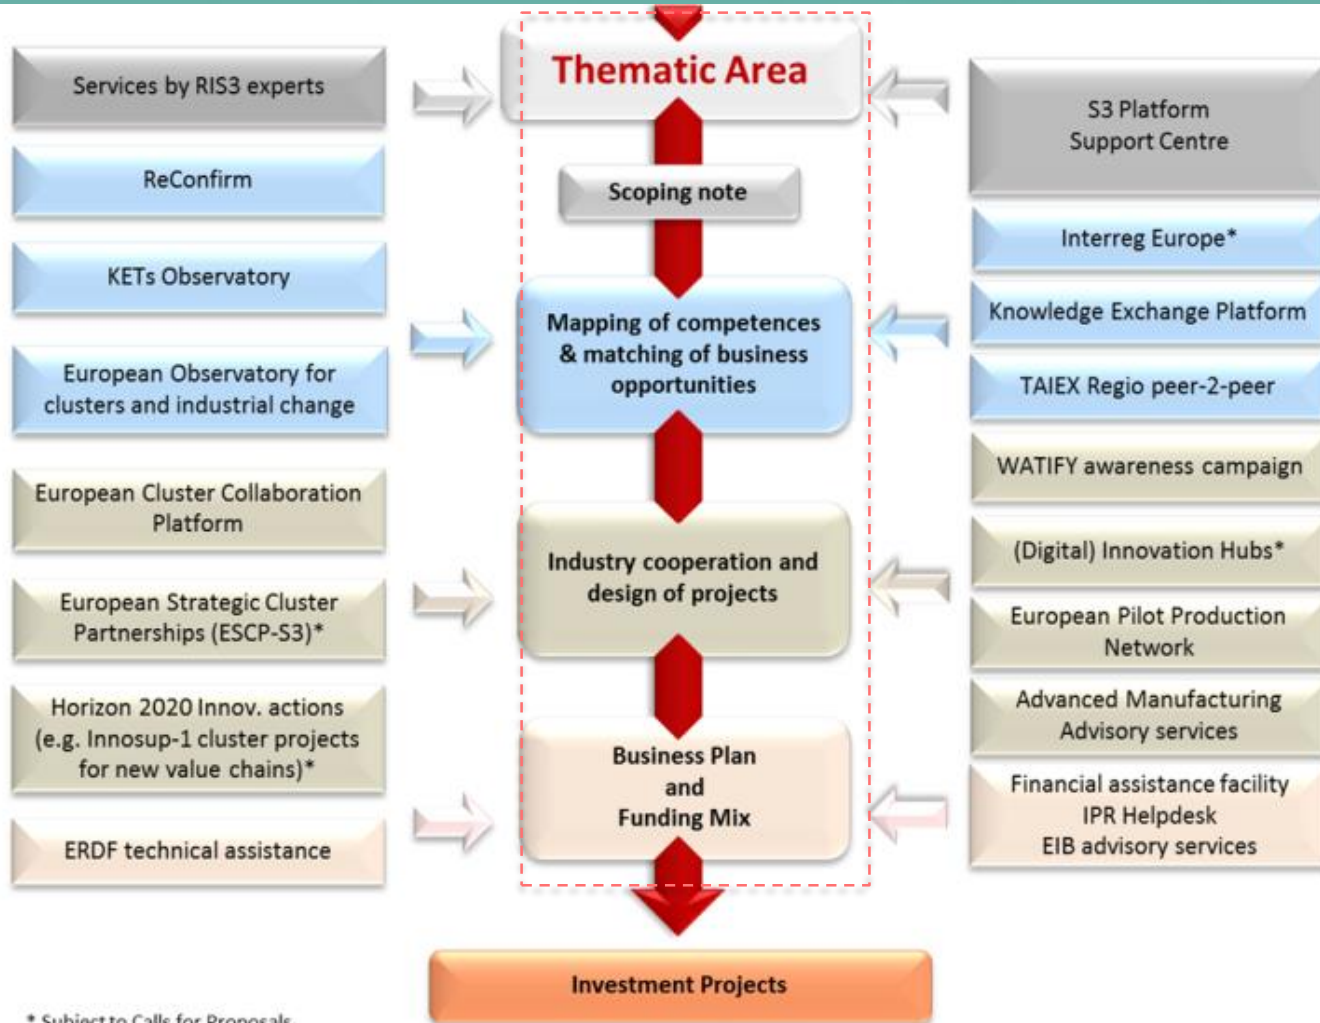 Services by RIS3 experts
ReConfirm
KETs Observatory
European Observatory for
clusters and industrial change
European Cluster Collaboration
Platform
European Strategic Cluster
Partnerships (ESCP-S3)*
Horizon 2020 Innov. actions
(e.g. Innosup-1 cluster projects
for new value chains)*
ERDF technical assistance
Thematic Area
Scoping note
Mapping of competences
& matching of business
opportunities
Industry cooperation and
design of projects
Business Plan
and
Funding Mix
Investment Projects
S3 Platform
Support Centre
Interreg Europe*
Knowledge Exchange Platform
TAIEX Regio peer-2-peer
WATIFY awareness campaign
(Digital) Innovation Hubs*
European Pilot Production
Network
Advanced Manufacturing
Advisory services
Financial assistance facility
IPR Helpdesk
EIB advisory services
* Subject to Calls for Proposals